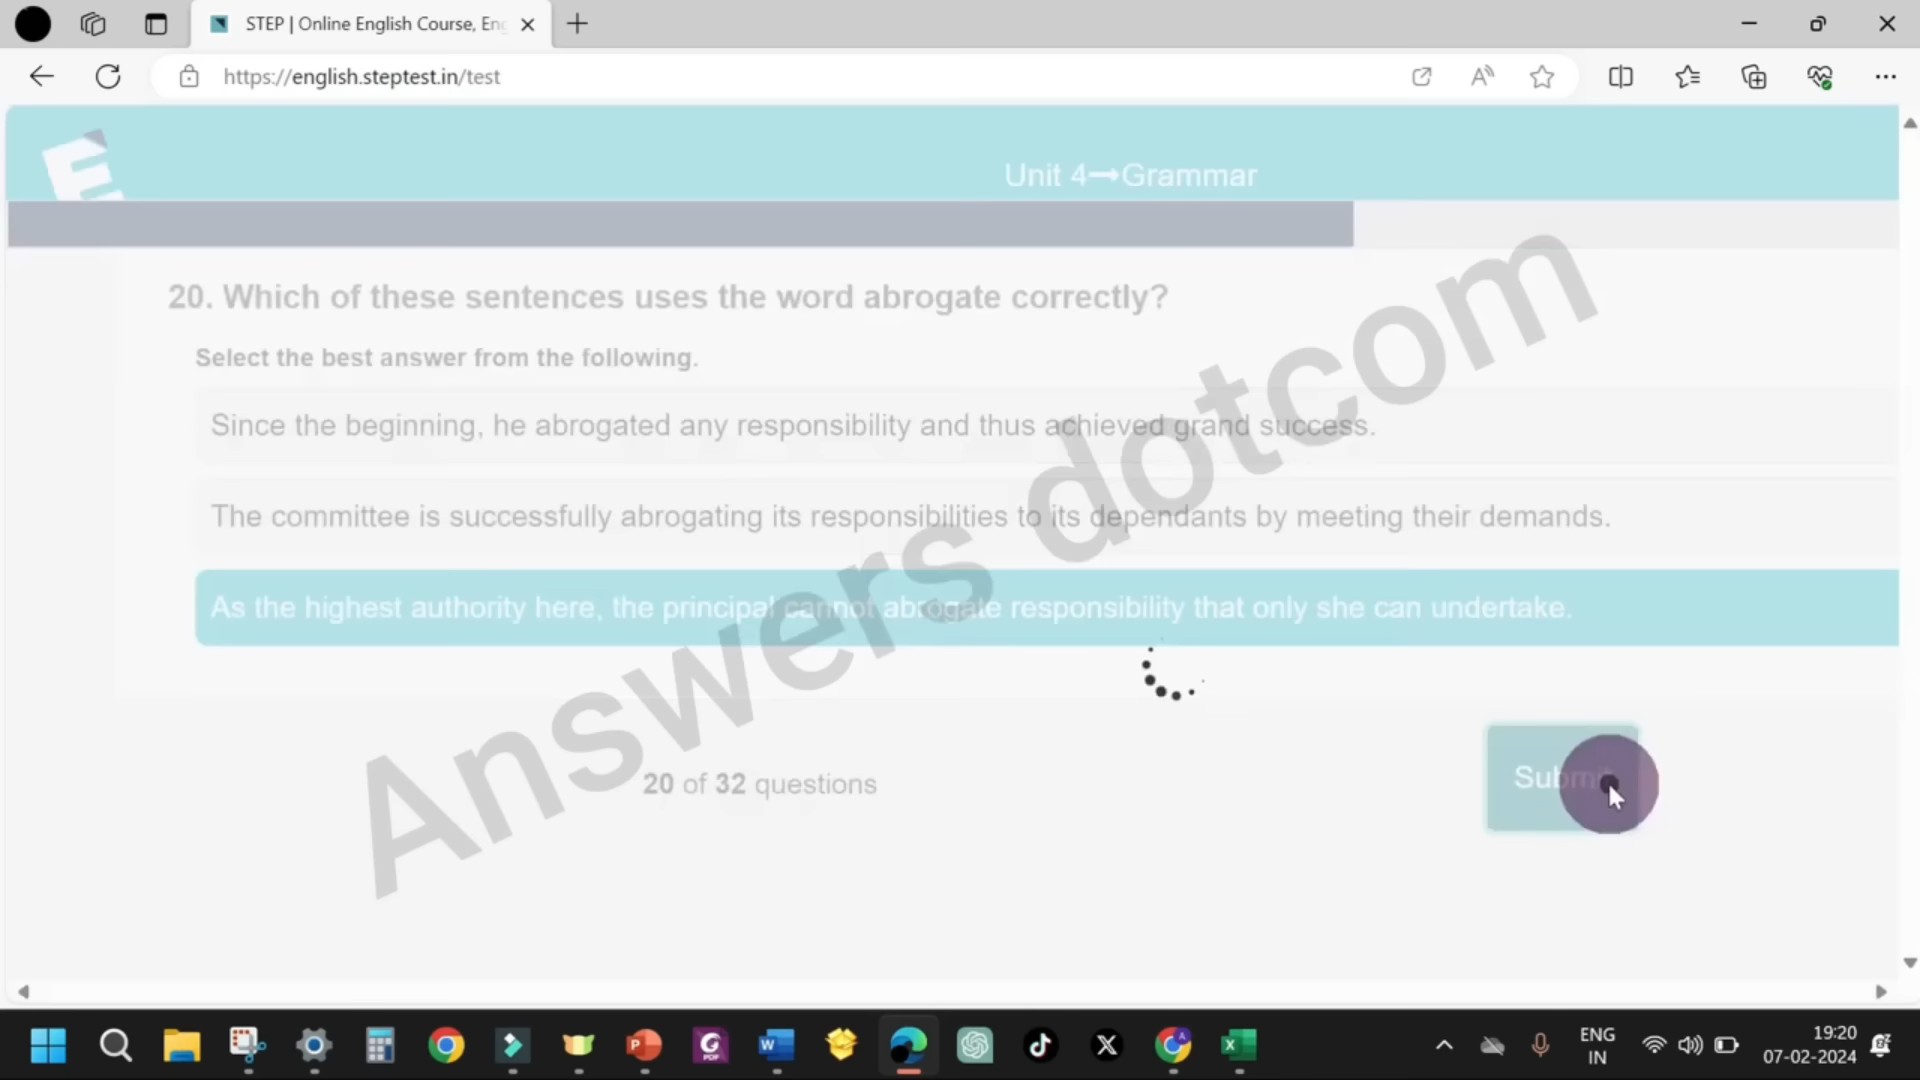 STEP | Online English Course, Eng
https://english.steptest.in/test
Unit 4→Grammar
20. Which of these sentences uses the word abrogate correctly?
Select the best answer from the following.
Since the beginning, he abrogated any responsibility and thus achieved grand success.
The committee is successfully abrogating its responsibilities to its dependants by meeting their demands.
As the highest authority here, the principal cannot abrogate responsibility that only she can undertake.
Answers dotcom
20 of 32 questions
Submit
ENG
IN
19:20
07-02-2024